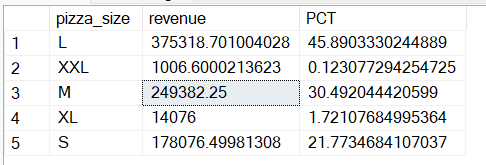 pizza_size revenue PCT
1 L 375318.701004028 45.8903330244889
2 XXL 1006.6000213623 0.123077294254725
3 M 249382.25 30.492044420599
4 XL 14076 1.72107684995364
5 S 178076.49981308 21.7734684107037